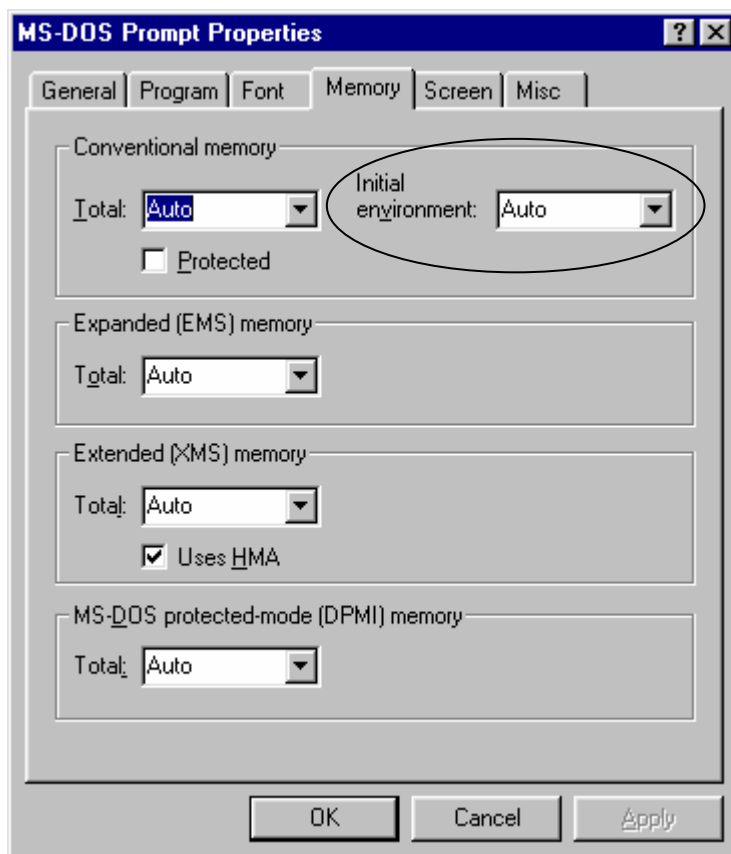 MS-DOS Prompt Properties
General Program Font Memory Screen Misc
Conventional memory
Total: Auto
Initial environment: Auto
Protected
Expanded (EMS) memory
Total: Auto
Extended (XMS) memory
Total: Auto
Uses HMA
MS-DOS protected-mode (DPMI) memory
Total: Auto
OK Cancel Apply